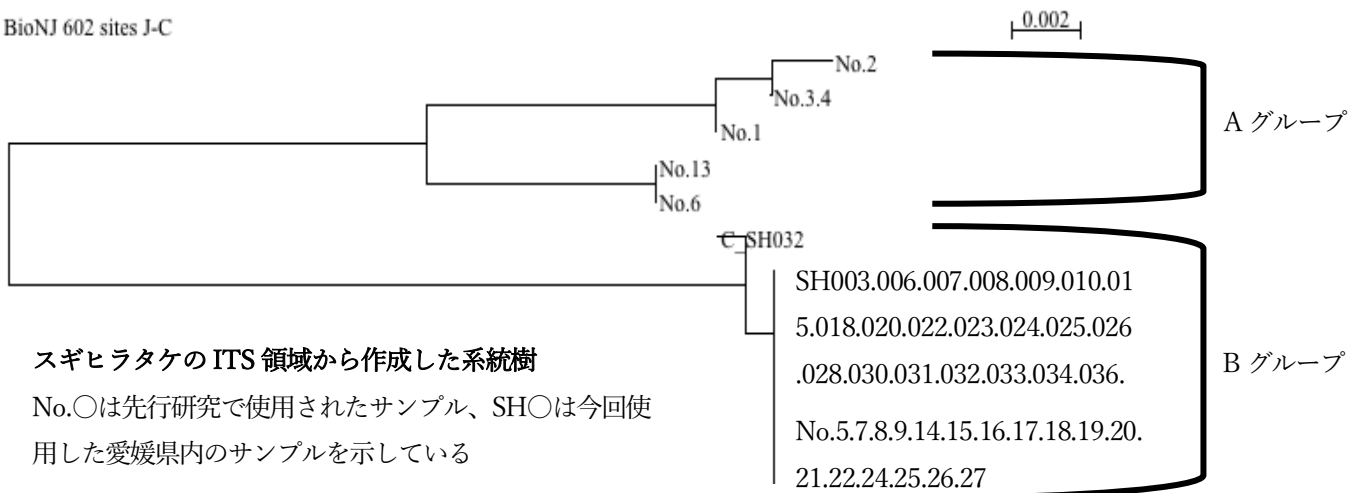 BioNJ 602 sites J-C
0.002
No.2
No.3.4
No.1
No.13
No.6
A グループ
C_SH032
SH003.006.007.008.009.010.01
5.018.020.022.023.024.025.026
.028.030.031.032.033.034.036.
No.5.7.8.9.14.15.16.17.18.19.20.
21.22.24.25.26.27
B グループ
スギヒラタケの ITS 領域から作成した系統樹
No.○は先行研究で使用されたサンプル、SH○は今回使
用した愛媛県内のサンプルを示している